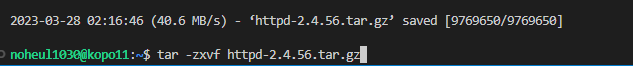 2023-03-28 02:16:46 (40.6 MB/s) - ‘httpd-2.4.56.tar.gz’ saved [9769650/9769650]
noheul1030@kopo11:~$ tar -zxvf httpd-2.4.56.tar.gz